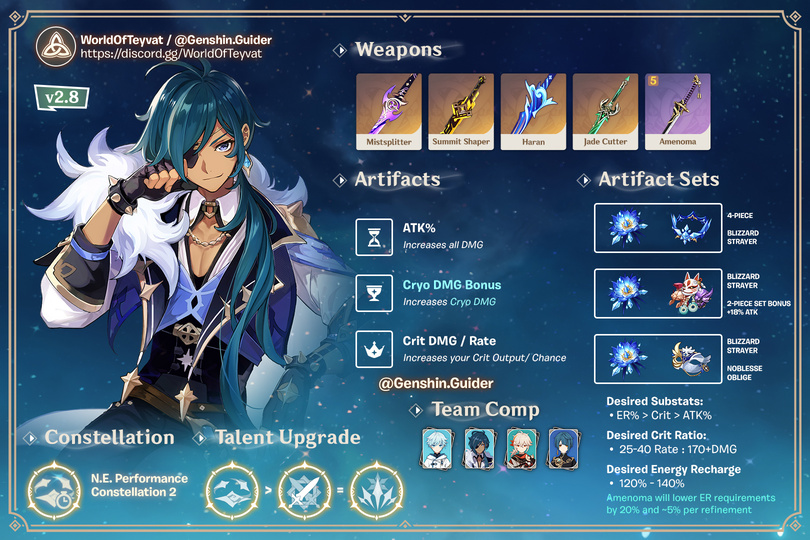 WorldOfTeyvat / @Genshin.Guider
https://discord.gg/WorldOfTeyvat
v2.8
Weapons
Mistsplitter
Summit Shaper
Haran
Jade Cutter
5
Amenoma
Artifacts
ATK%
Increases all DMG
Cryo DMG Bonus
Increases Cryo DMG
Crit DMG / Rate
Increases your Crit Output/ Chance
@Genshin.Guider
Artifact Sets
4-PIECE
BLIZZARD
STRAYER
BLIZZARD
STRAYER
2-PIECE SET BONUS
+18% ATK
BLIZZARD
STRAYER
NOBLESSE
OBLIGE
Team Comp
Desired Substats:
• ER% > Crit > ATK%
Desired Crit Ratio:
• 25-40 Rate : 170+DMG
Desired Energy Recharge
• 120% - 140%
Amenoma will lower ER requirements
by 20% and ~5% per refinement
Constellation
N.E. Performance
Constellation 2
Talent Upgrade
> =